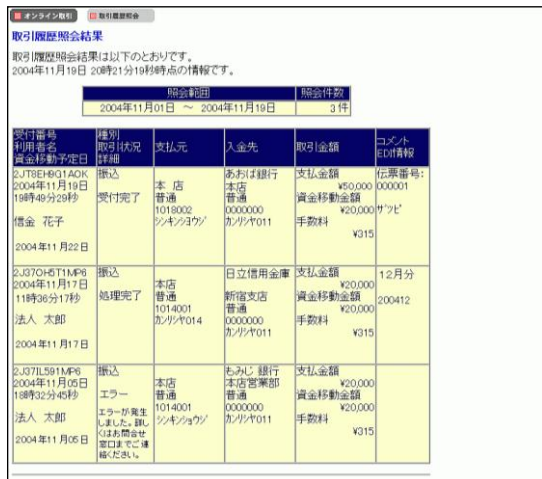 オンライン取引 取引履歴照会
取引履歴照会結果
取引履歴照会結果は以下のとおりです。
2004年11月19日 20時21分19秒時点の情報です。
照会範囲 照会件数
2004年11月01日 ～ 2004年11月19日 3件
受付番号
利用者名
資金移動予定日
種別
取引状況
詳細
支払元
入金先
取引金額
コメント
EDI情報
2JT8EH9G1AOK
2004年11月19日
19時49分29秒
信金 花子
2004年11月22日
振込
受付完了
本 店
普通
1018002
シンキンショウジ
あおば銀行
本店
普通
0000000
カンリシヤ011
支払金額
¥50,000
資金移動金額
¥20,000
手数料
¥315
伝票番号:
000001
ザツピ
2J37OH5T1MP6
2004年11月17日
11時36分17秒
法人 太郎
2004年11月17日
振込
処理完了
本店
普通
1014001
カンリシヤ014
日立信用金庫
新宿支店
普通
0000000
カンリシヤ011
支払金額
¥20,000
資金移動金額
¥20,000
手数料
¥315
12月分
200412
2J37IL591MP6
2004年11月05日
18時32分45秒
法人 太郎
2004年11月05日
振込
エラー
エラーが発生
しました。詳し
くはお問合せ
窓口までご連
絡ください。
本店
普通
1014001
シンキンショウジ
もみじ銀行
本店営業部
普通
0000000
カンリシヤ011
支払金額
¥20,000
資金移動金額
¥20,000
手数料
¥315